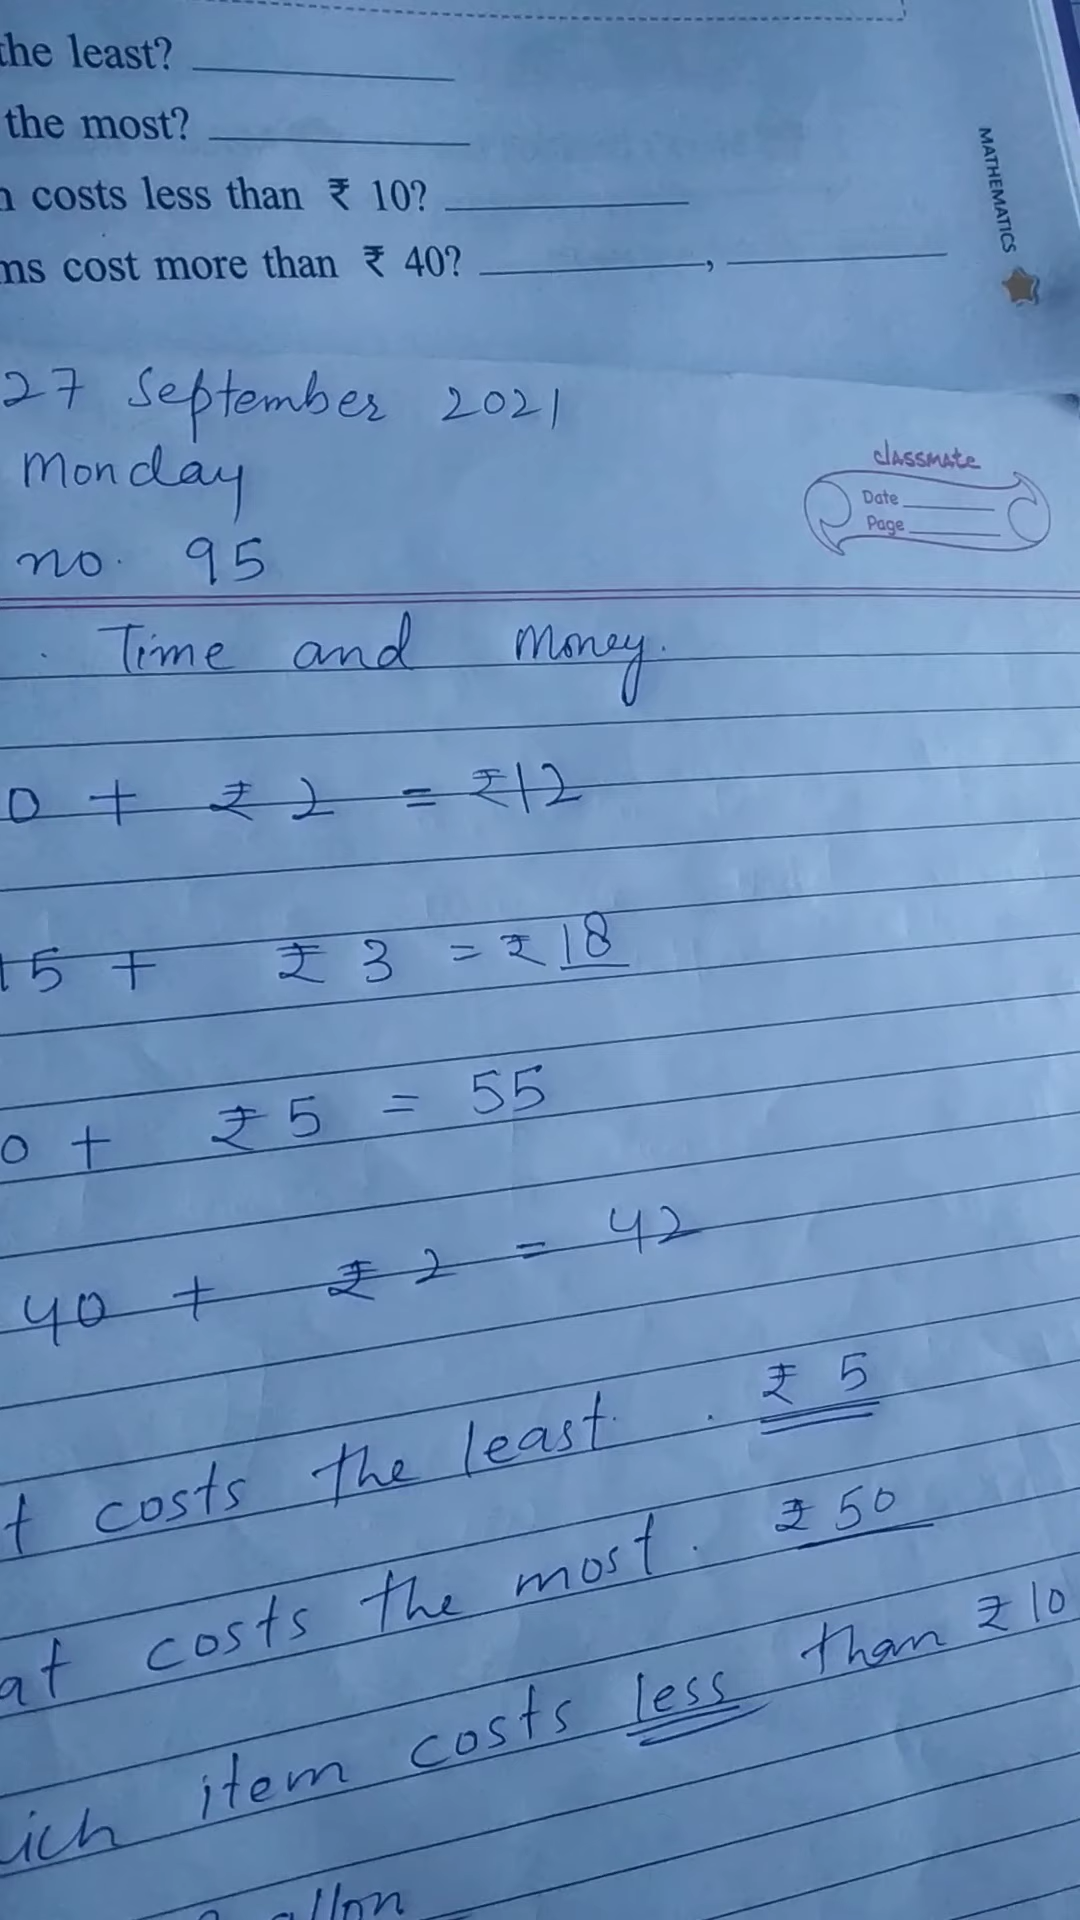 the least?
the most?
costs less than ₹ 10?
cost more than ₹ 40? ,
MATHEMATICS
27 September 2021
Monday
no. 95
classmate
Date
Page
Time and Money.
0 + ₹ 2 = ₹12
15 + ₹ 3 = ₹ 18
0 + ₹ 5 = 55
40 + ₹ 2 = 42
t costs the least. ₹ 5
at costs the most. ₹ 50
ich item costs less than ₹ 10